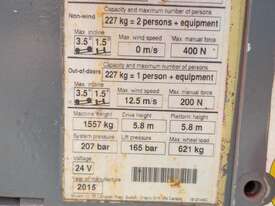 Capacity and maximum number of persons
Non-wind
227 kg = 2 persons + equipment
Max. incline Max. wind speed Max. manual force
3.5° 1.5° 0 m/s 400 N
Capacity and maximum number of persons
Out-of-doors
227 kg = 1 person + equipment
Max. incline Max. wind speed Max. manual force
3.5° 1.5° 12.5 m/s 200 N
Machine weight Drive height Platform height
1557 kg 5.8 m 5.8 m
System pressure Lift pressure Max. wheel load
207 bar 165 bar 621 kg
Voltage
24 V
Year of manufacture
2015